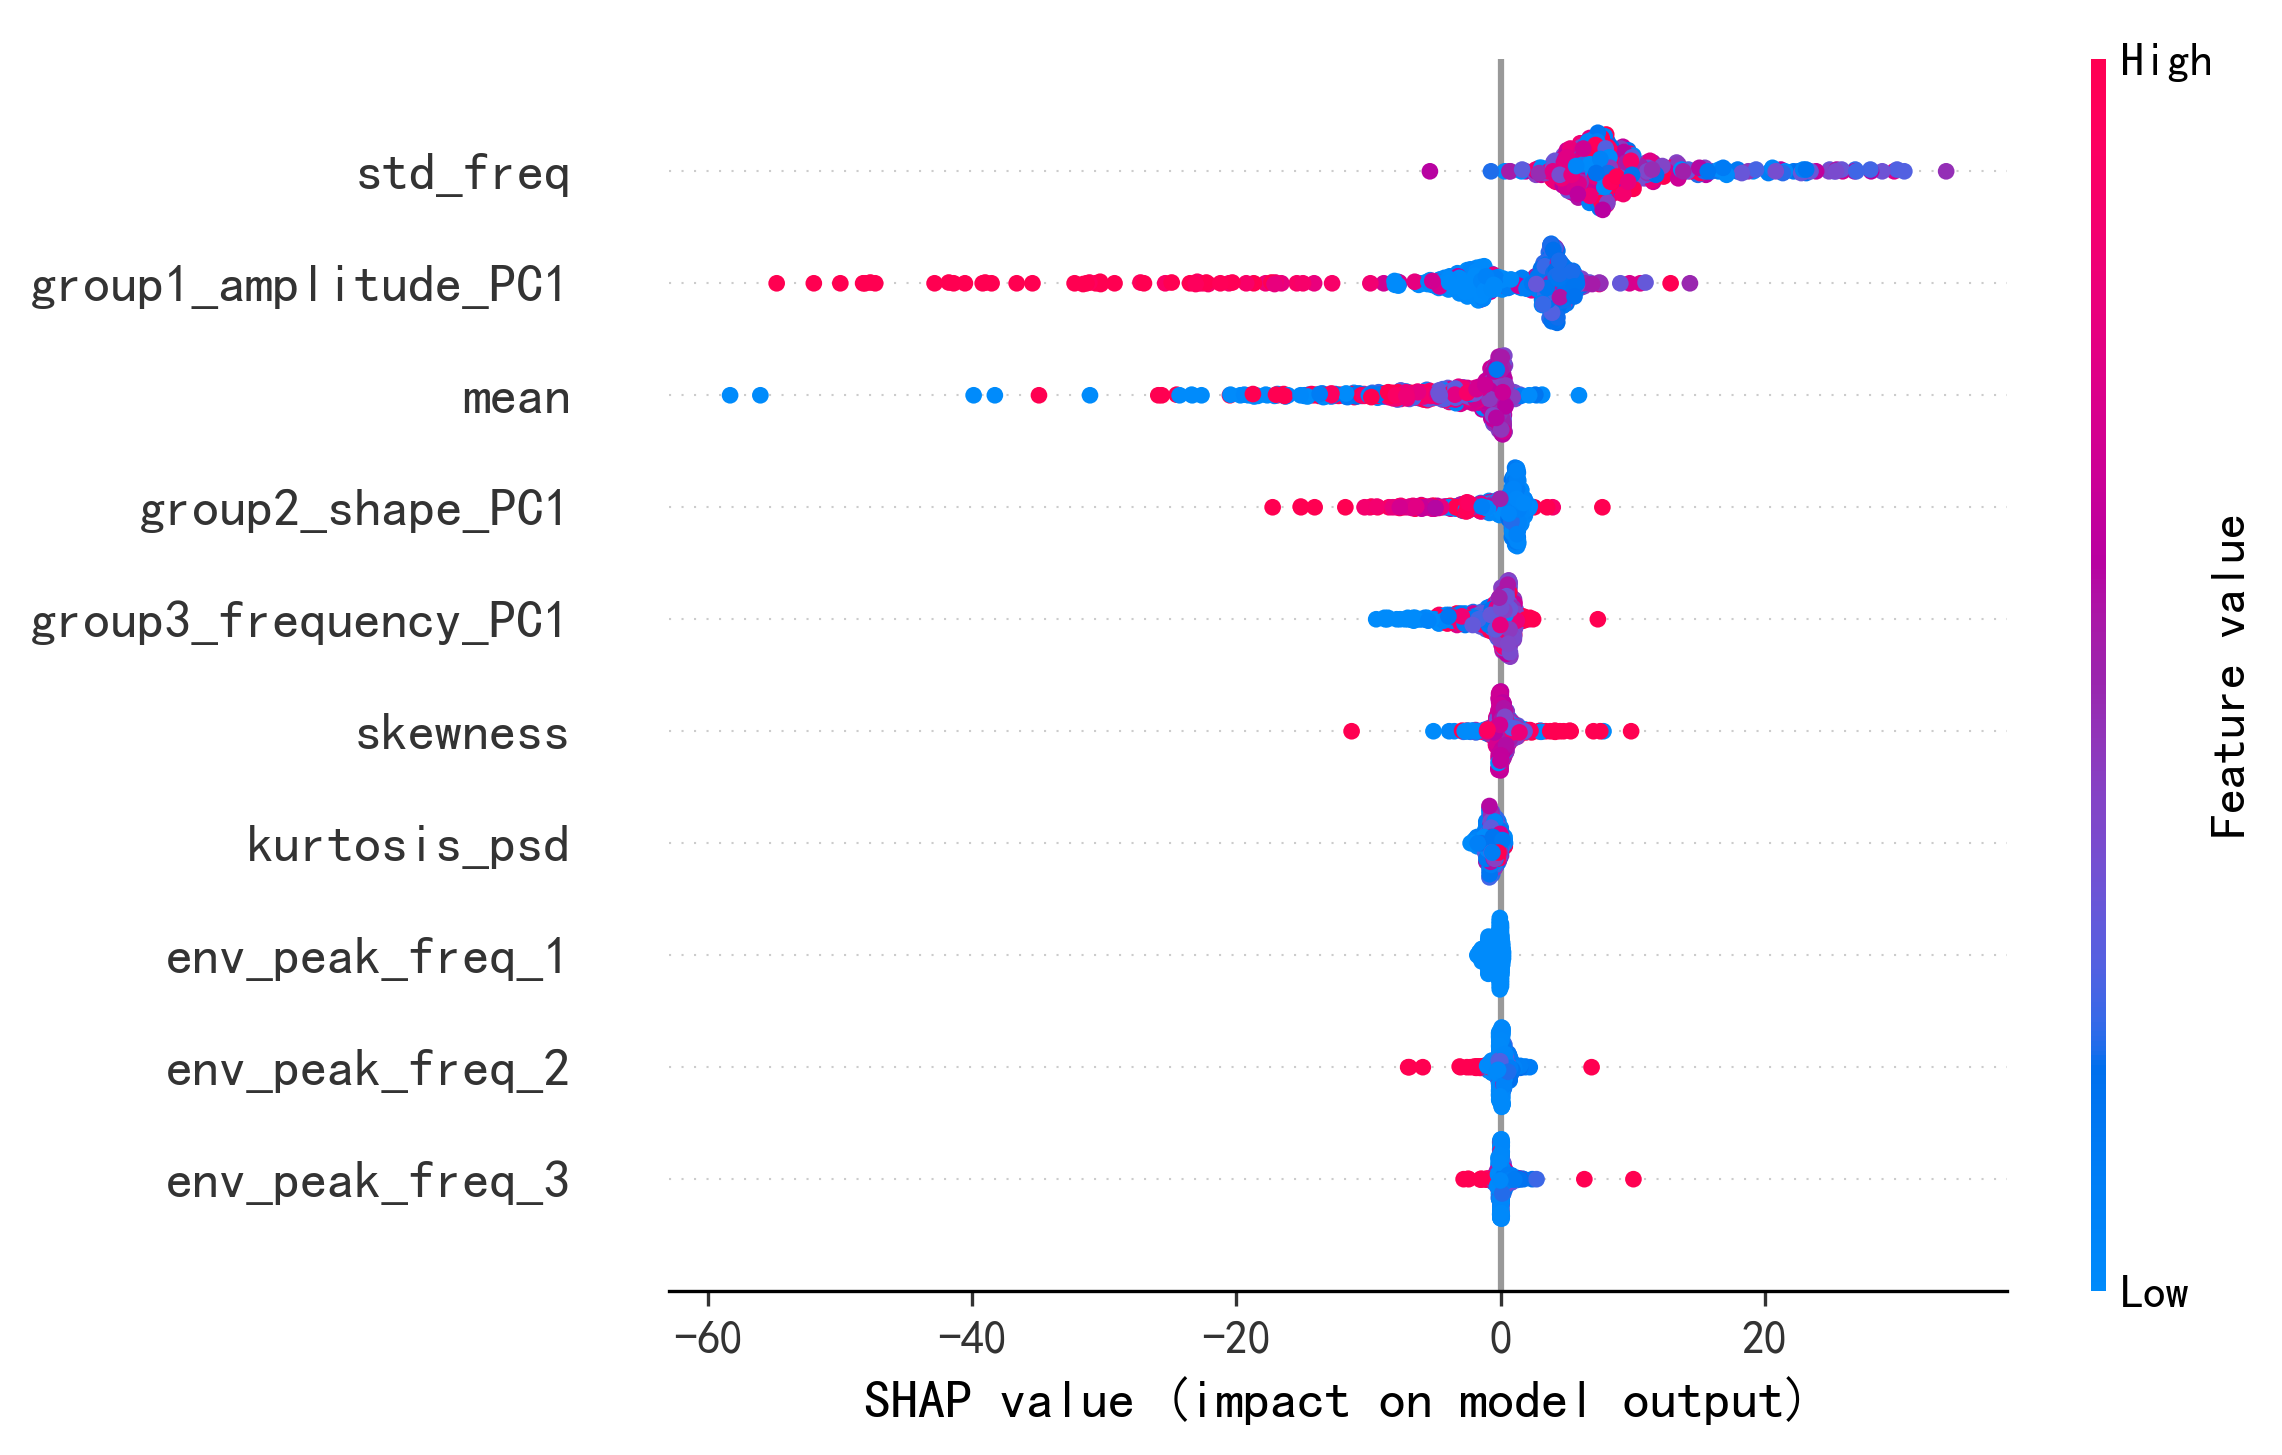 High
std_freq
group1_amplitude_PC1
mean
group2_shape_PC1
group3_frequency_PC1
skewness
kurtosis_psd
env_peak_freq_1
env_peak_freq_2
env_peak_freq_3
Feature value
Low
−60 −40 −20 0 20
SHAP value (impact on model output)